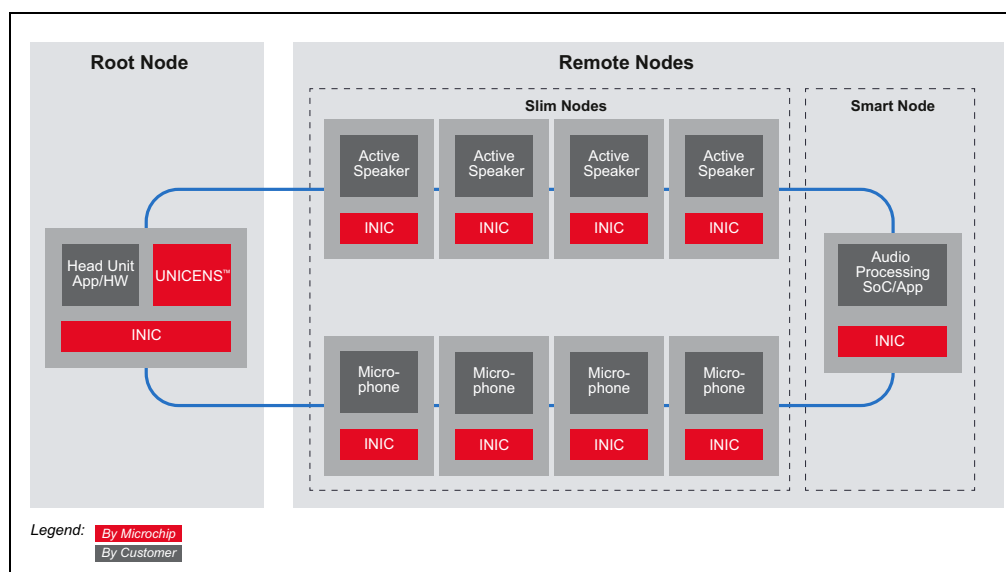 Root Node
Remote Nodes
Slim Nodes
Smart Node
Active
Speaker
INIC
Active
Speaker
INIC
Active
Speaker
INIC
Active
Speaker
INIC
Head Unit
App/HW
UNICENS™
INIC
Audio
Processing
SoC/App
INIC
Micro-
phone
INIC
Micro-
phone
INIC
Micro-
phone
INIC
Micro-
phone
INIC
Legend:
By Microchip
By Customer